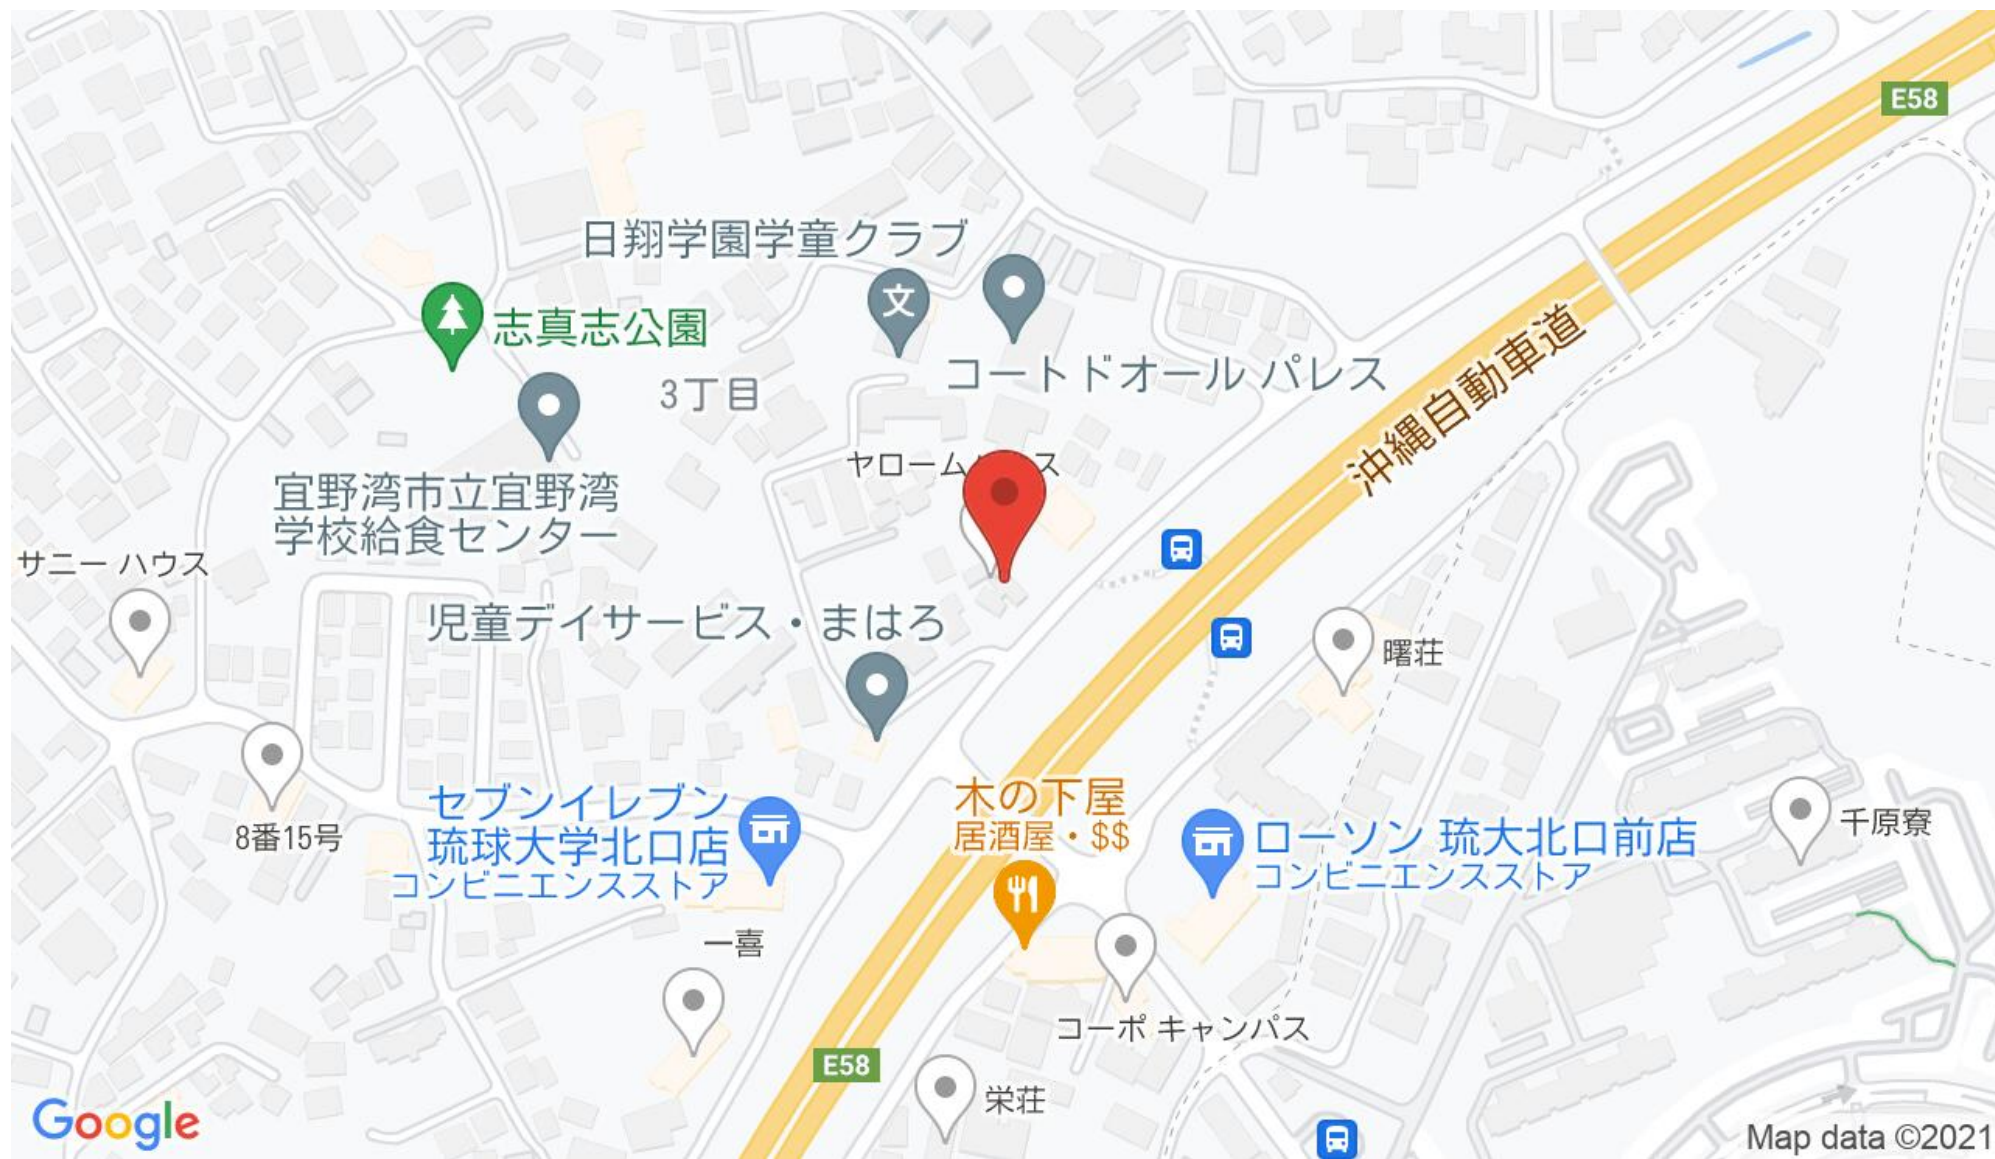 E58
日翔学園学童クラブ
文
志真志公園
コートドオール パレス
3丁目
沖縄自動車道
宜野湾市立宜野湾
学校給食センター
サニー ハウス
児童デイサービス・まはろ
曙荘
8番15号
セブンイレブン
琉球大学北口店
コンビニエンスストア
木の下屋
居酒屋・$$
ローソン 琉大北口前店
コンビニエンスストア
千原寮
一喜
コーポ キャンパス
E58
栄荘
Google
Map data ©2021